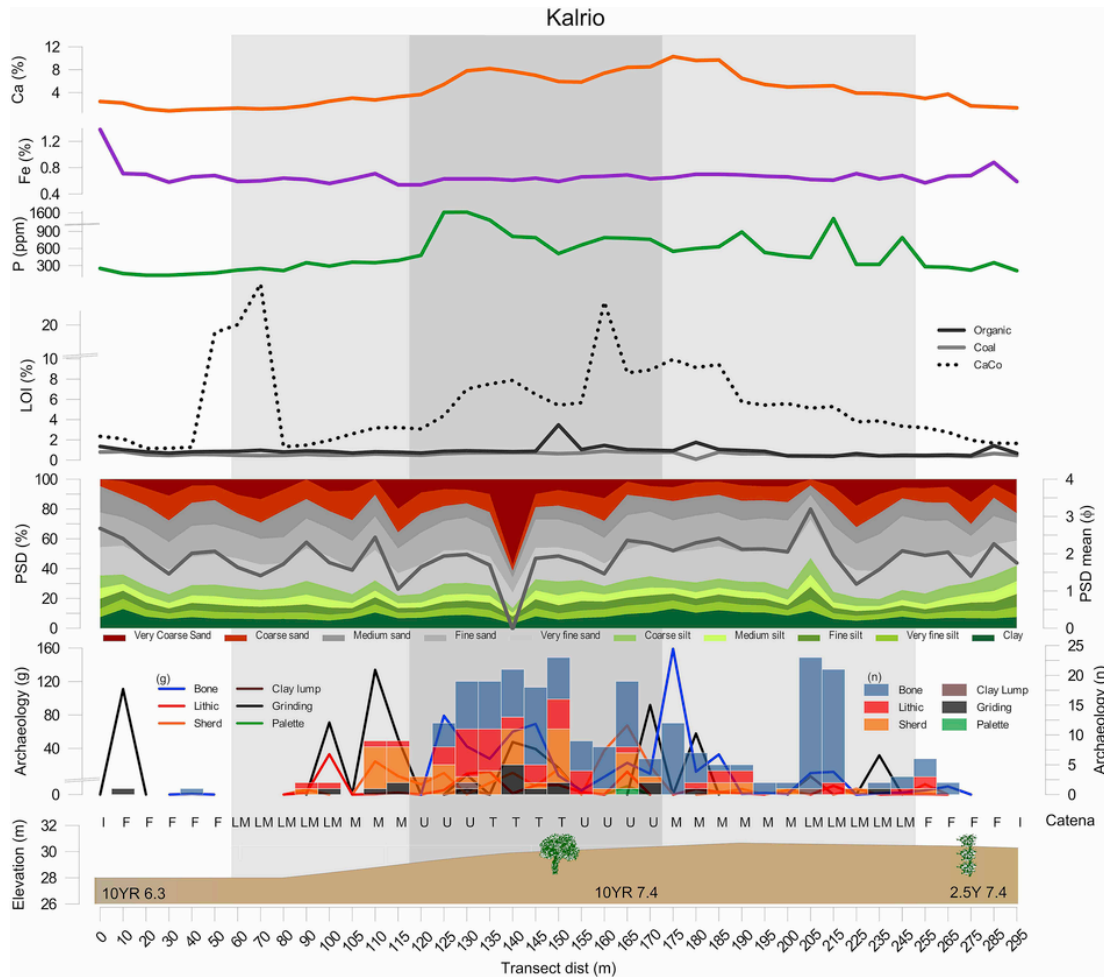 Kalrio
Ca (%)
12
8
4
Fe (%)
1.2
0.8
0.4
P (ppm)
1600
900
600
300
LOI (%)
20
10
8
6
4
2
0
Organic
Coal
CaCo
PSD (%)
100
80
60
40
20
0
PSD mean (ϕ)
4
3
2
1
0
Very Coarse Sand Coarse sand Medium sand Fine sand Very fine sand Coarse silt Medium silt Fine silt Very fine silt Clay
Archaeology (g)
160
120
80
40
0
(g)
Bone Clay lump
Lithic Grinding
Sherd Palette
(n)
Bone Clay Lump
Lithic Griding
Sherd Palette
Archaeology (n)
25
20
15
10
5
0
I F F F F F LM LM LM LM LM M M M U U U T T T T U U U U M M M M M M LM LM LM LM LM F F F F I Catena
Elevation (m)
32
30
28
26
10YR 6.3 10YR 7.4 2.5Y 7.4
0 10 20 30 40 50 60 70 80 90 100 105 110 115 120 125 130 135 140 145 150 155 160 165 170 175 180 185 190 195 200 205 215 225 235 245 255 265 275 285 295
Transect dist (m)